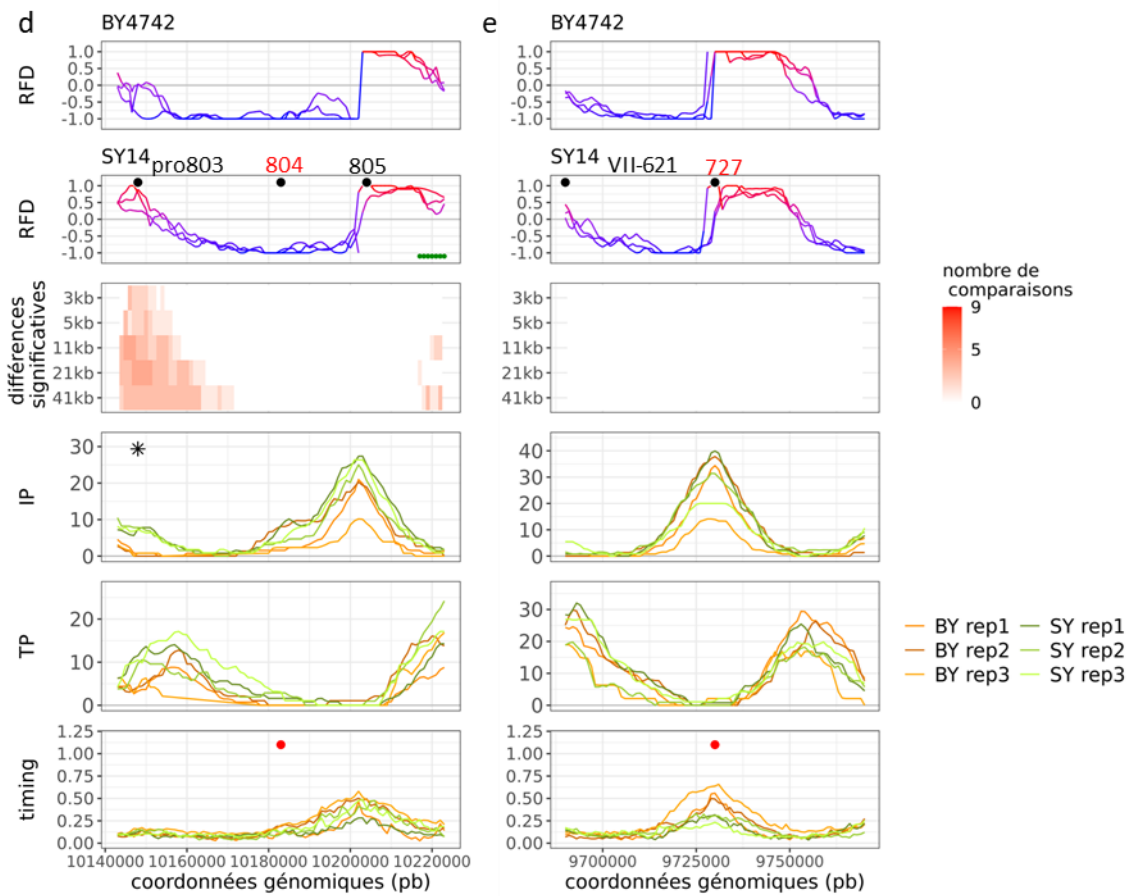 d
BY4742
e
BY4742
RFD
1.0
0.5
0.0
-0.5
-1.0
RFD
1.0
0.5
0.0
-0.5
-1.0
SY14
pro803
804
805
SY14
VII-621
727
RFD
1.0
0.5
0.0
-0.5
-1.0
RFD
1.0
0.5
0.0
-0.5
-1.0
différences
significatives
3kb
5kb
11kb
21kb
41kb
différences
significatives
3kb
5kb
11kb
21kb
41kb
nombre de
comparaisons
9
5
0
IP
30
20
10
0
*
IP
40
30
20
10
0
TP
20
10
0
TP
30
20
10
0
BY rep1
SY rep1
BY rep2
SY rep2
BY rep3
SY rep3
timing
1.25
1.00
0.75
0.50
0.25
0.00
10140000
10160000
10180000
10200000
10220000
coordonnées génomiques (pb)
timing
1.25
1.00
0.75
0.50
0.25
0.00
9700000
9725000
9750000
coordonnées génomiques (pb)